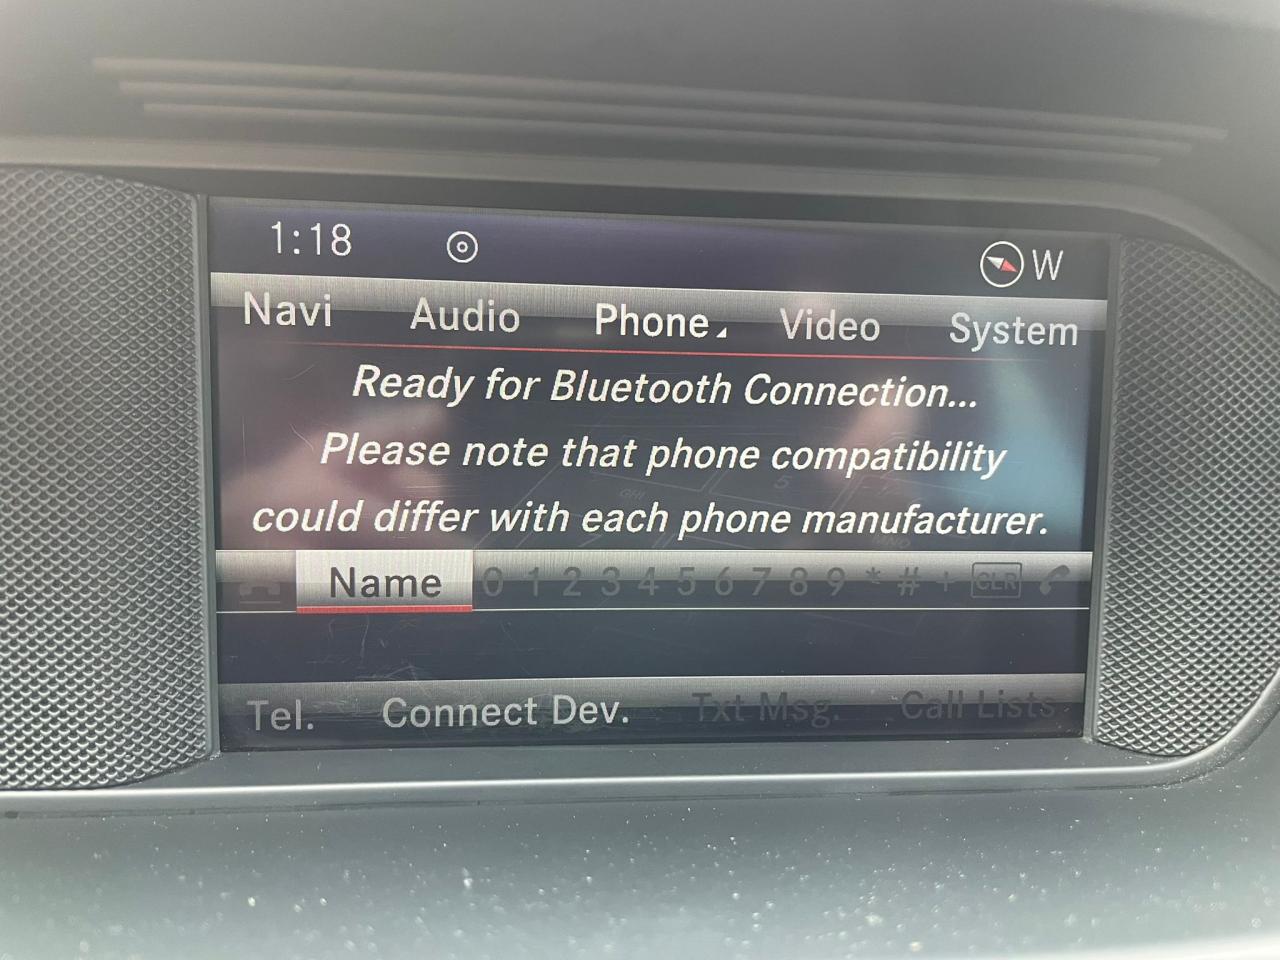 1:18 W
Navi Audio Phone Video System
Ready for Bluetooth Connection...
Please note that phone compatibility
could differ with each phone manufacturer.
Name 0 1 2 3 4 5 6 7 8 9 * # + CLR
Tel. Connect Dev. Txt Msg. Call Lists